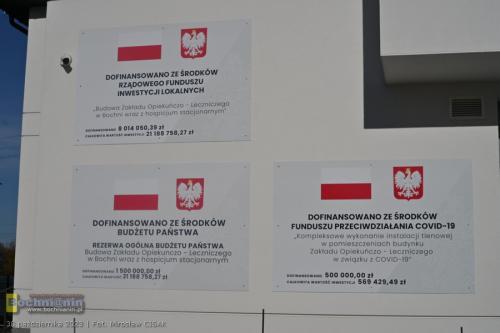 DOFINANSOWANO ZE ŚRODKÓW
RZĄDOWEGO FUNDUSZU
INWESTYCJI LOKALNYCH
„Budowa Zakładu Opiekuńczo - Leczniczego
w Bochni wraz z hospicjum stacjonarnym”
DOFINANSOWANIE 8 014 050,39 zł
CAŁKOWITA WARTOŚĆ INWESTYCJI 21 188 758,27 zł
DOFINANSOWANO ZE ŚRODKÓW
BUDŻETU PAŃSTWA
REZERWA OGÓLNA BUDŻETU PAŃSTWA
Budowa Zakładu Opiekuńczo - Leczniczego
w Bochni wraz z hospicjum stacjonarnym
DOFINANSOWANIE 1 500 000,00 zł
CAŁKOWITA WARTOŚĆ INWESTYCJI 21 188 758,27 zł
DOFINANSOWANO ZE ŚRODKÓW
FUNDUSZU PRZECIWDZIAŁANIA COVID-19
„Kompleksowe wykonanie instalacji tlenowej
w pomieszczeniach budynku
Zakładu Opiekuńczo - Leczniczego
w związku z COVID-19”
DOFINANSOWANIE 500 000,00 zł
CAŁKOWITA WARTOŚĆ INWESTYCJI 569 429,49 zł
Bochnianin
www.bochnianin.pl
30 października 2023 | Fot. Mirosław CISAK